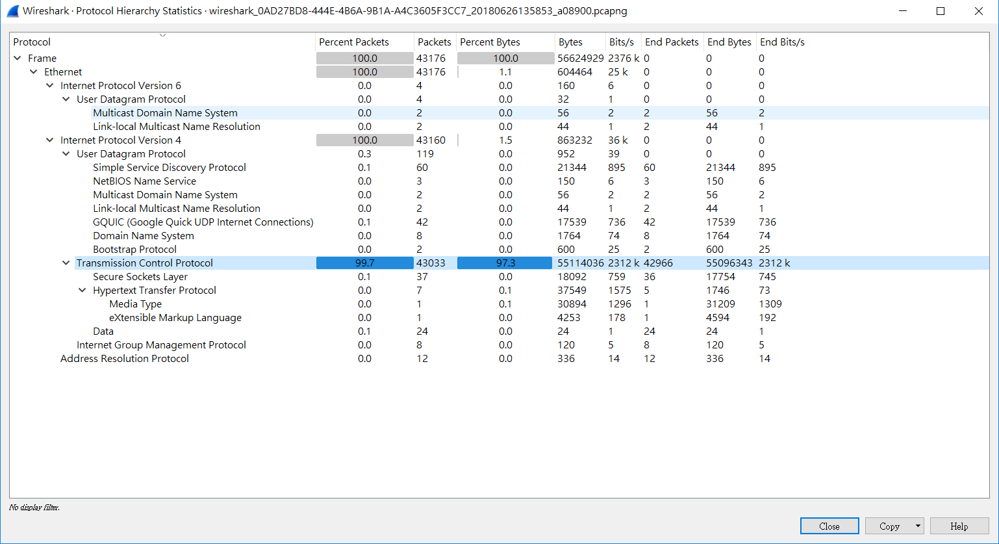 Wireshark · Protocol Hierarchy Statistics · wireshark_0AD27BD8-444E-4B6A-9B1A-A4C3605F3CC7_20180626135853_a08900.pcapng
Protocol Percent Packets Packets Percent Bytes Bytes Bits/s End Packets End Bytes End Bits/s
Frame 100.0 43176 100.0 56624929 2376 k 0 0 0
Ethernet 100.0 43176 1.1 604464 25 k 0 0 0
Internet Protocol Version 6 0.0 4 0.0 160 6 0 0 0
User Datagram Protocol 0.0 4 0.0 32 1 0 0 0
Multicast Domain Name System 0.0 2 0.0 56 2 2 56 2
Link-local Multicast Name Resolution 0.0 2 0.0 44 1 2 44 1
Internet Protocol Version 4 100.0 43160 1.5 863232 36 k 0 0 0
User Datagram Protocol 0.3 119 0.0 952 39 0 0 0
Simple Service Discovery Protocol 0.1 60 0.0 21344 895 60 21344 895
NetBIOS Name Service 0.0 3 0.0 150 6 3 150 6
Multicast Domain Name System 0.0 2 0.0 56 2 2 56 2
Link-local Multicast Name Resolution 0.0 2 0.0 44 1 2 44 1
GQUIC (Google Quick UDP Internet Connections) 0.1 42 0.0 17539 736 42 17539 736
Domain Name System 0.0 8 0.0 1764 74 8 1764 74
Bootstrap Protocol 0.0 2 0.0 600 25 2 600 25
Transmission Control Protocol 99.7 43033 97.3 55114036 2312 k 42966 55096343 2312 k
Secure Sockets Layer 0.1 37 0.0 18092 759 36 17754 745
Hypertext Transfer Protocol 0.0 7 0.1 37549 1575 5 1746 73
Media Type 0.0 1 0.1 30894 1296 1 31209 1309
eXtensible Markup Language 0.0 1 0.0 4253 178 1 4594 192
Data 0.1 24 0.0 24 1 24 24 1
Internet Group Management Protocol 0.0 8 0.0 120 5 8 120 5
Address Resolution Protocol 0.0 12 0.0 336 14 12 336 14
No display filter.
Close Copy Help